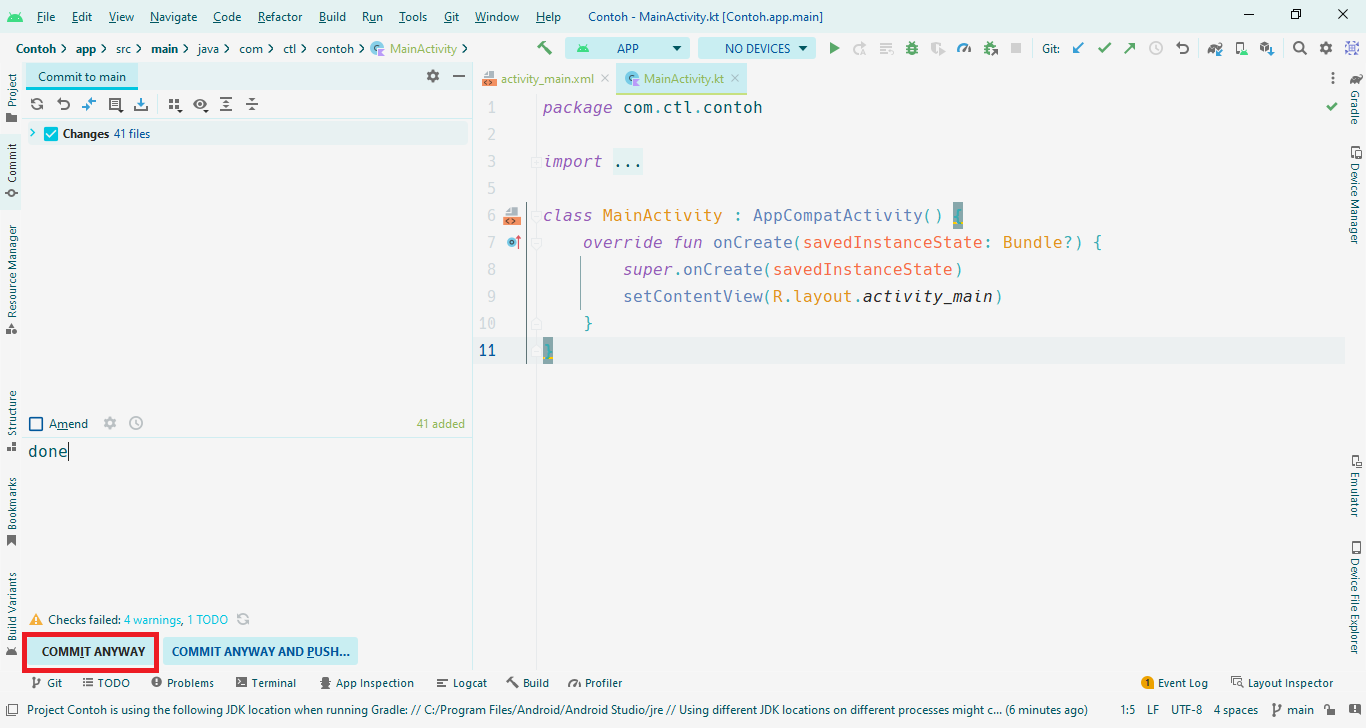 File Edit View Navigate Code Refactor Build Run Tools Git Window Help Contoh - MainActivity.kt [Contoh.app.main]
Contoh app src main java com ctl contoh MainActivity APP NO DEVICES Git:
Commit to main
activity_main.xml MainActivity.kt
Changes 41 files
Amend 41 added
done
Checks failed: 4 warnings, 1 TODO
COMMIT ANYWAY COMMIT ANYWAY AND PUSH...
1 package com.ctl.contoh
2
3 import ...
5
6 class MainActivity : AppCompatActivity() {
7 override fun onCreate(savedInstanceState: Bundle?) {
8 super.onCreate(savedInstanceState)
9 setContentView(R.layout.activity_main)
10 }
11 }
Project
Commit
Resource Manager
Structure
Bookmarks
Build Variants
Gradle
Device Manager
Emulator
Device File Explorer
Git TODO Problems Terminal App Inspection Logcat Build Profiler 1 Event Log Layout Inspector
Project Contoh is using the following JDK location when running Gradle: // C:/Program Files/Android/Android Studio/jre // Using different JDK locations on different processes might c... (6 minutes ago) 1:5 LF UTF-8 4 spaces main